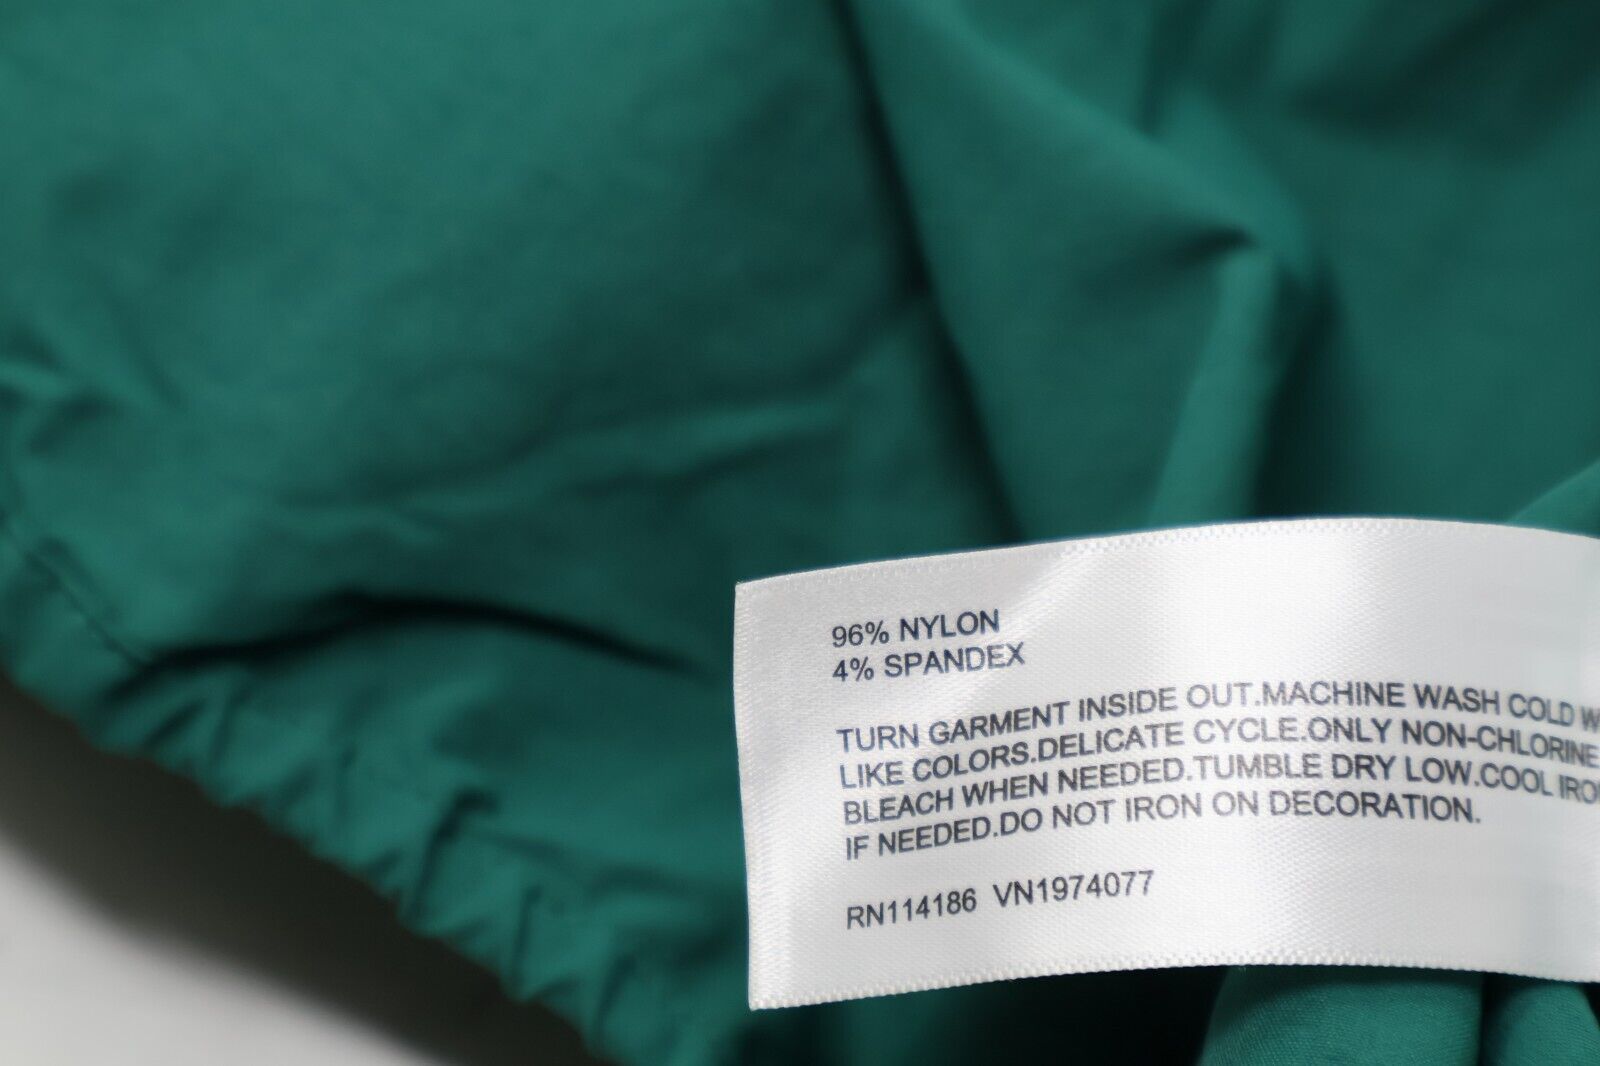 96% NYLON
4% SPANDEX
TURN GARMENT INSIDE OUT.MACHINE WASH COLD W
LIKE COLORS.DELICATE CYCLE.ONLY NON-CHLORINE
BLEACH WHEN NEEDED.TUMBLE DRY LOW.COOL IRO
IF NEEDED.DO NOT IRON ON DECORATION.
RN114186 VN1974077